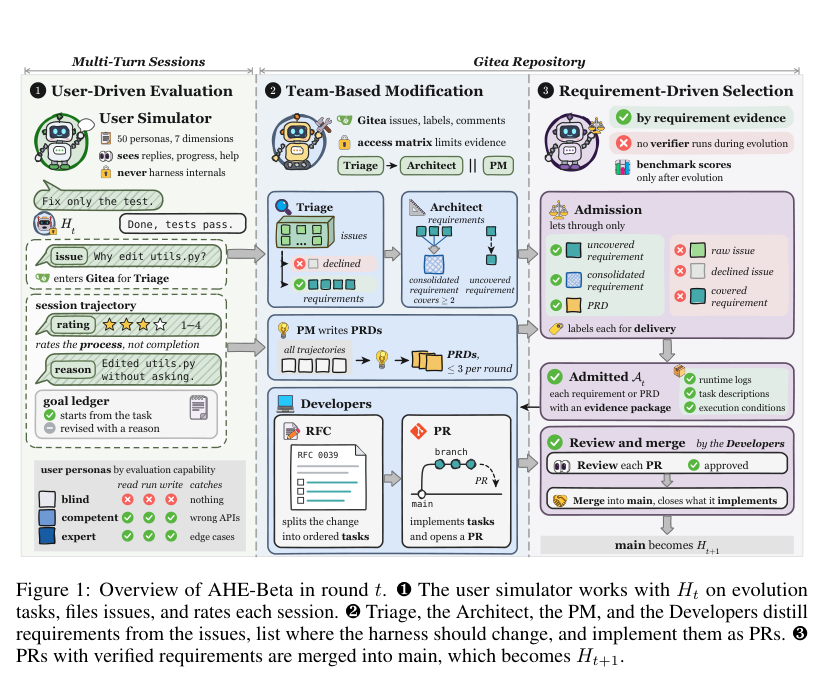 Multi-Turn Sessions
Gitea Repository
1 User-Driven Evaluation
User Simulator
50 personas, 7 dimensions
sees replies, progress, help
never harness internals
Fix only the test.
H_t
Done, tests pass.
issue Why edit utils.py?
enters Gitea for Triage
session trajectory
rating 1–4
rates the process, not completion
reason Edited utils.py
without asking.
goal ledger
starts from the task
revised with a reason
user personas by evaluation capability
read run write catches
blind nothing
competent wrong APIs
expert edge cases
2 Team-Based Modification
Gitea issues, labels, comments
access matrix limits evidence
Triage Architect || PM
Triage
issues
declined
requirements
Architect
requirements
consolidated
requirement
covers ≥ 2
uncovered
requirement
PM writes PRDs
all trajectories
PRDs,
≤ 3 per round
Developers
RFC
RFC 0039
splits the change
into ordered tasks
PR
branch
PR
main
implements tasks
and opens a PR
3 Requirement-Driven Selection
by requirement evidence
no verifier runs during evolution
benchmark scores
only after evolution
Admission
lets through only
uncovered
requirement
consolidated
requirement
PRD
raw issue
declined issue
covered
requirement
labels each for delivery
Admitted A_t
each requirement or PRD
with an evidence package
runtime logs
task descriptions
execution conditions
Review and merge by the Developers
Review each PR approved
Merge into main, closes what it implements
main becomes H_{t+1}
Figure 1: Overview of AHE-Beta in round t. ❶ The user simulator works with H_t on evolution
tasks, files issues, and rates each session. ❷ Triage, the Architect, the PM, and the Developers distill
requirements from the issues, list where the harness should change, and implement them as PRs. ❸
PRs with verified requirements are merged into main, which becomes H_{t+1}.